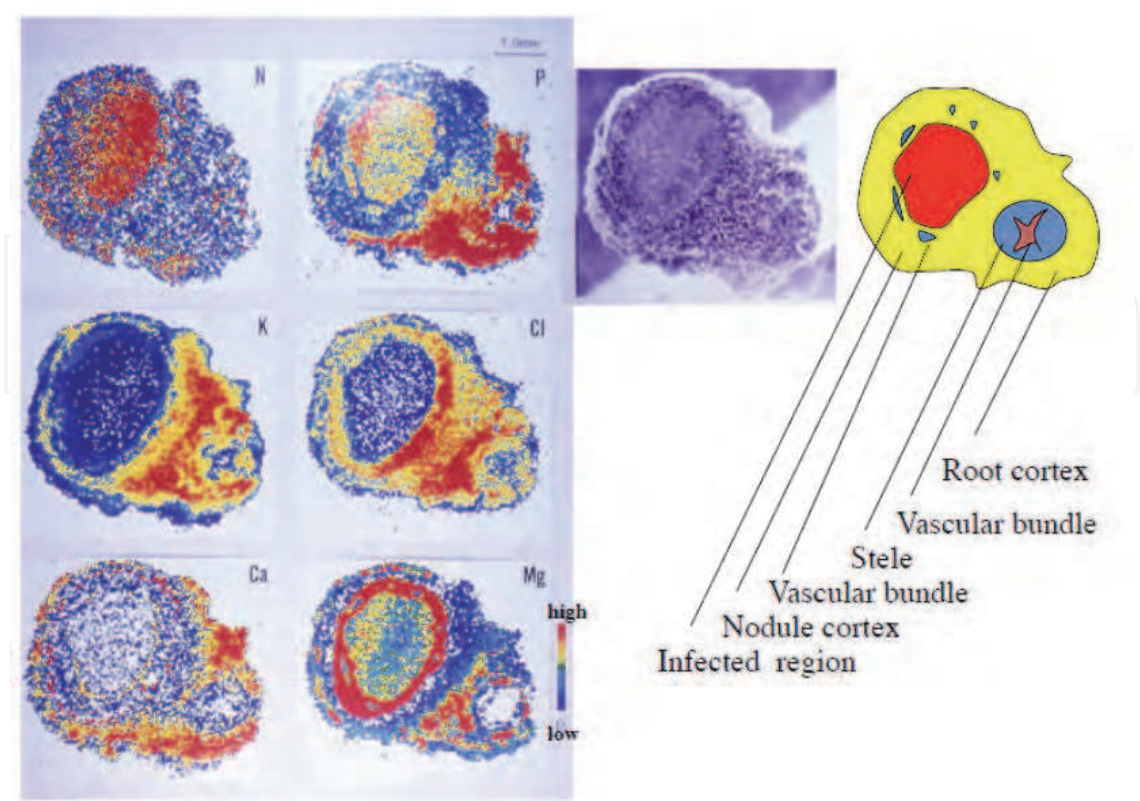 N
P
K
Cl
Ca
Mg
high
low
Root cortex
Vascular bundle
Stele
Vascular bundle
Nodule cortex
Infected region